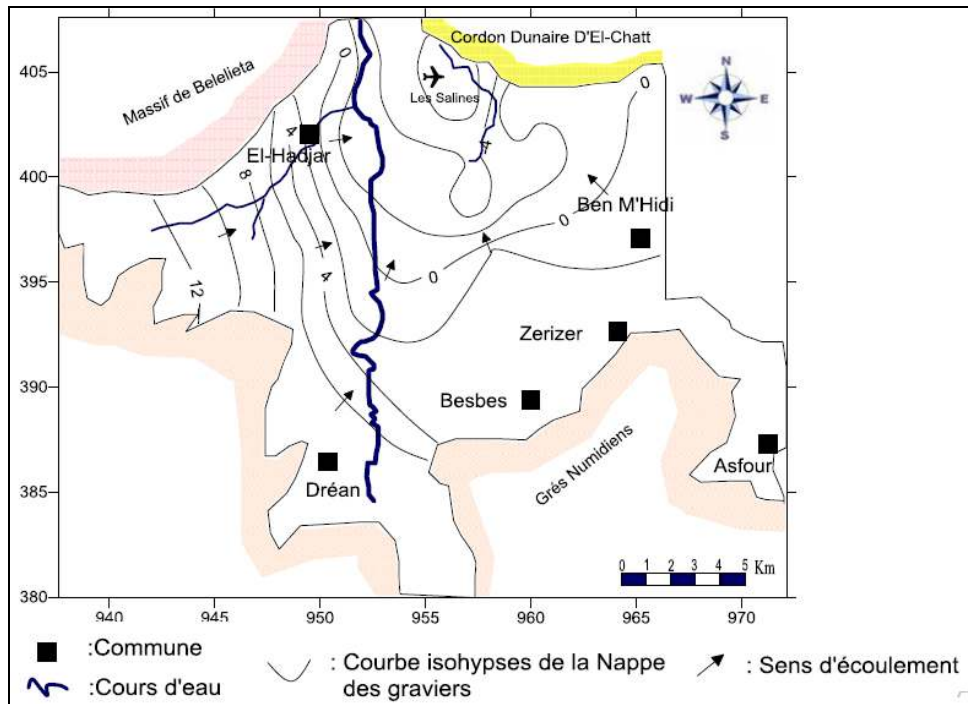 Cordon Dunaire D'El-Chatt
405
0
Massif de Belelieta
Les Salines
N
W
E
S
0
4
El-Hadjar
-4
400
8
Ben M'Hidi
0
395
12
4
0
Zerizer
390
Besbes
Grés Numidiens
Asfour
Dréan
385
0 1 2 3 4 5 Km
380
940 945 950 955 960 965 970
:Commune
:Cours d'eau
: Courbe isohypses de la Nappe
des graviers
: Sens d'écoulement